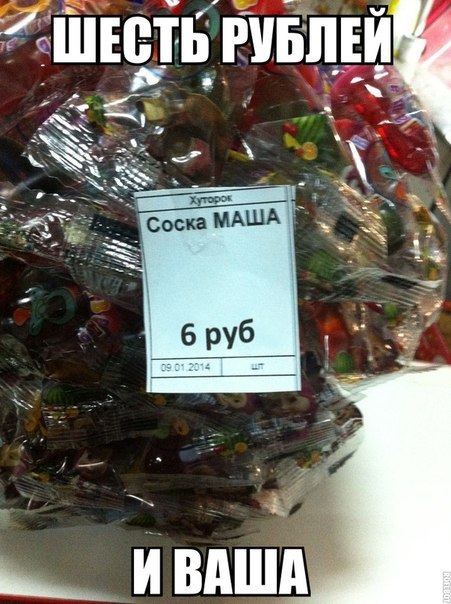 ШЕСТЬ РУБЛЕЙ
Хуторок
Соска МАША
6 руб
09.01.2014 шт
И ВАША